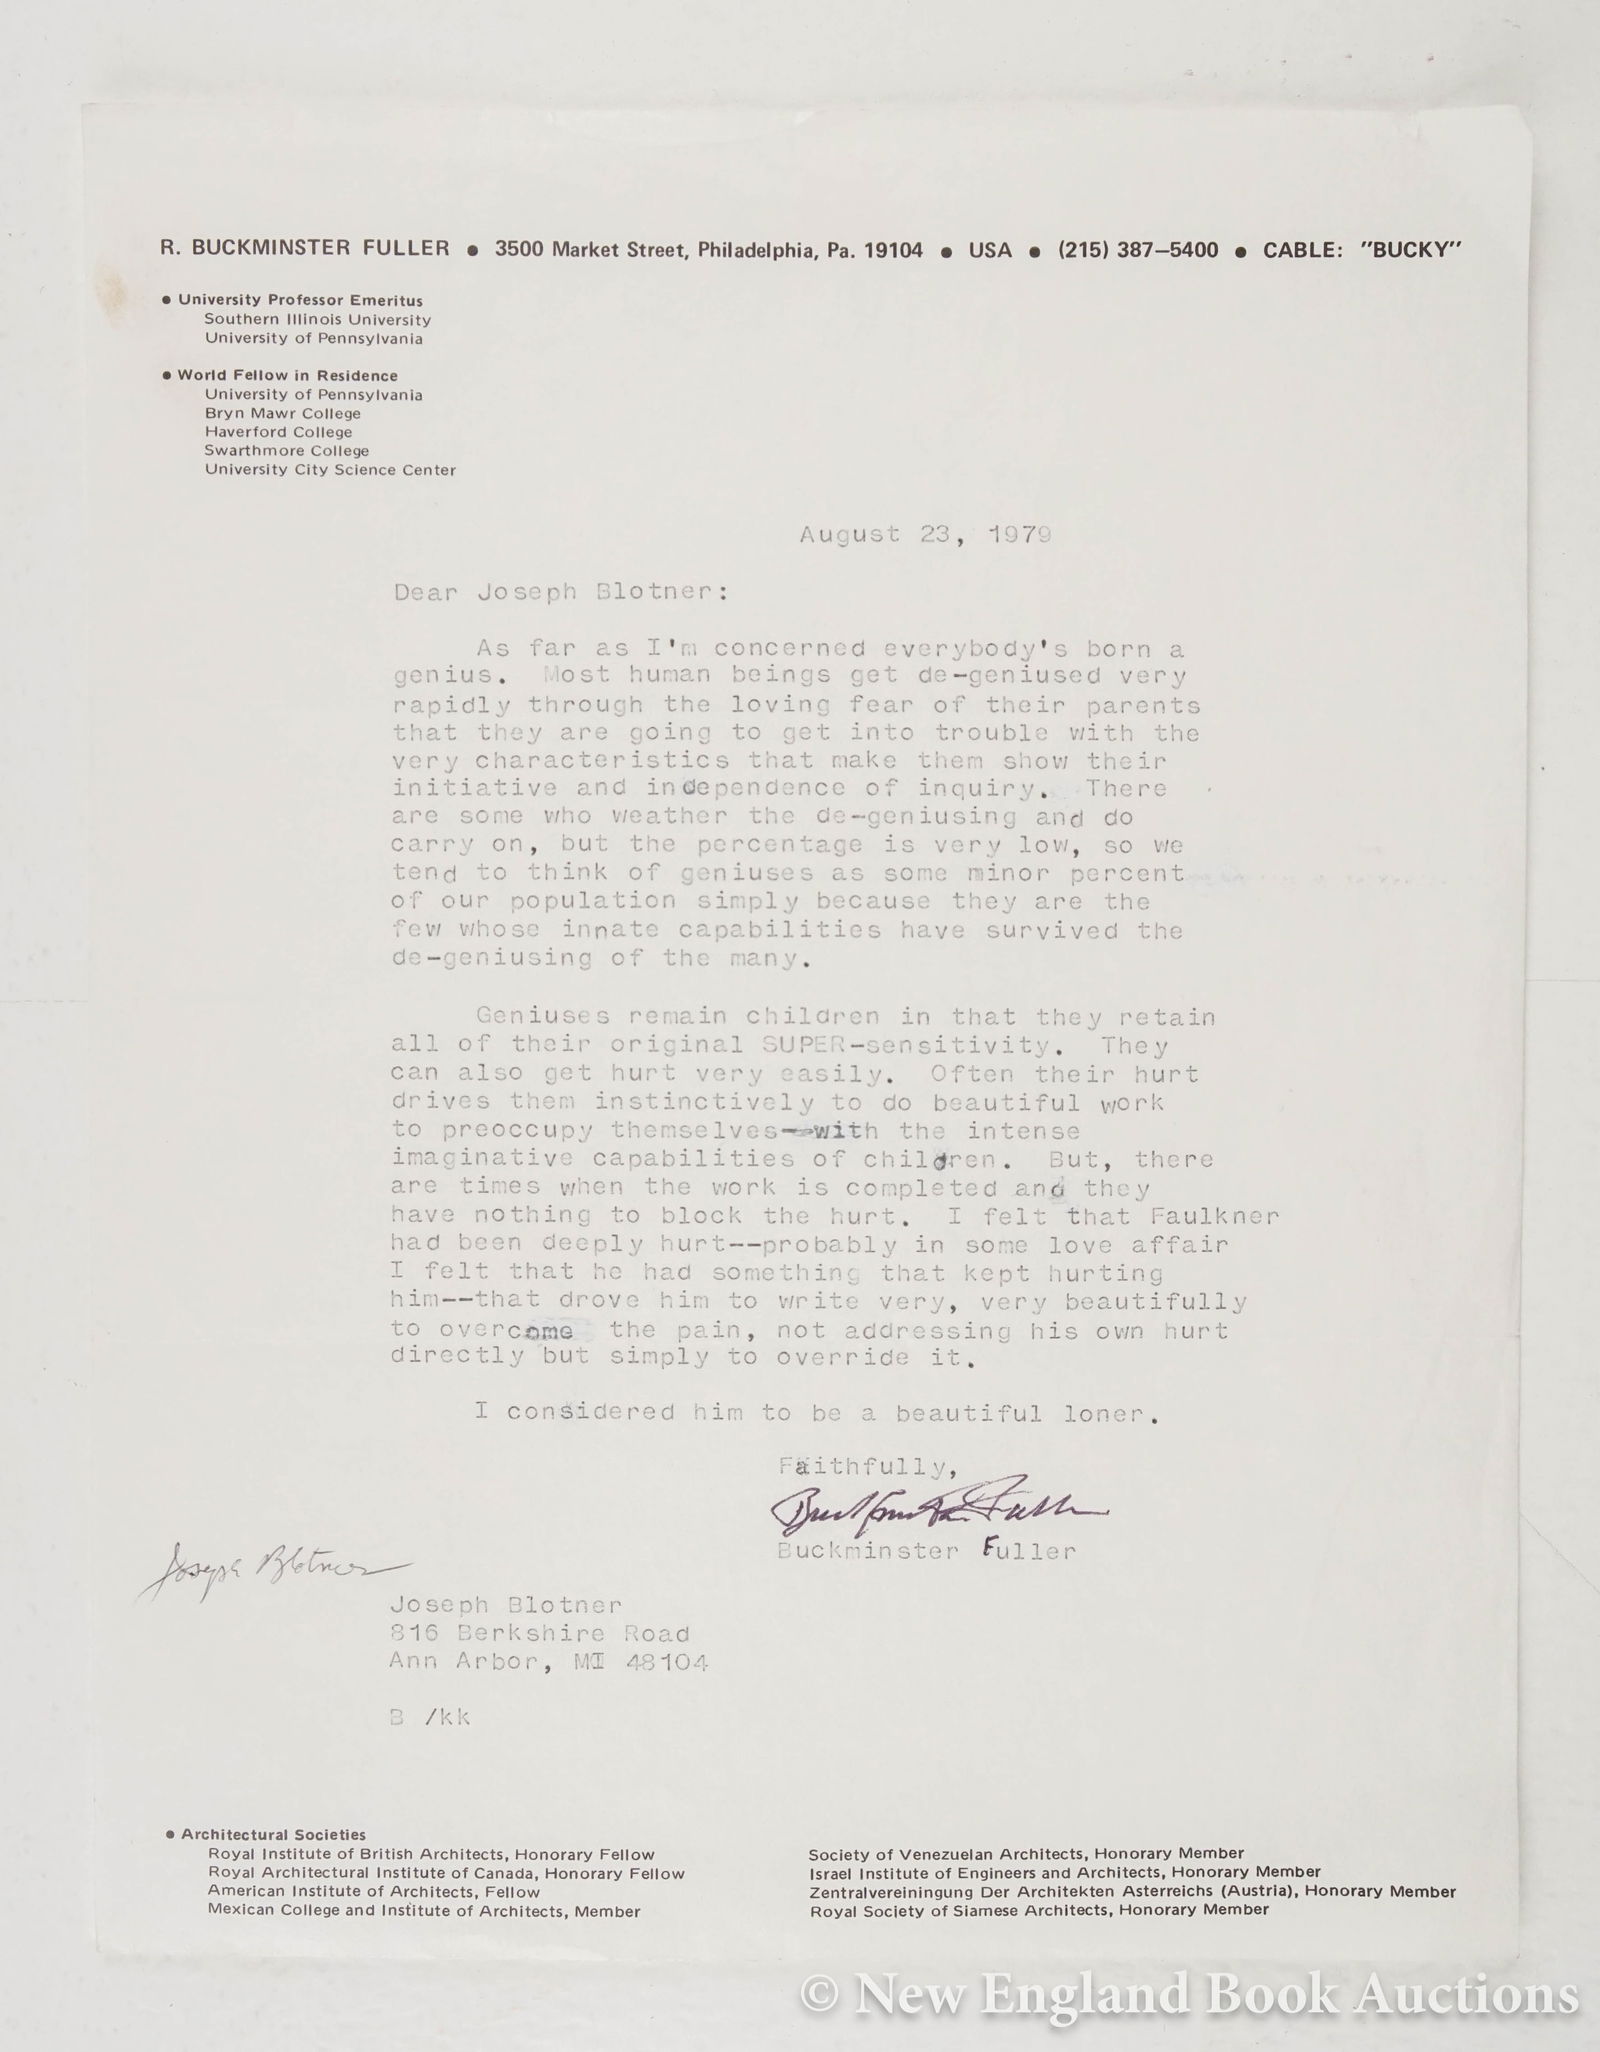 R. BUCKMINSTER FULLER ● 3500 Market Street, Philadelphia, Pa. 19104 ● USA ● (215) 387–5400 ● CABLE: "BUCKY"
● University Professor Emeritus
Southern Illinois University
University of Pennsylvania
● World Fellow in Residence
University of Pennsylvania
Bryn Mawr College
Haverford College
Swarthmore College
University City Science Center
August 23, 1979
Dear Joseph Blotner:
As far as I'm concerned everybody's born a
genius. Most human beings get de-geniused very
rapidly through the loving fear of their parents
that they are going to get into trouble with the
very characteristics that make them show their
initiative and independence of inquiry. There
are some who weather the de-geniusing and do
carry on, but the percentage is very low, so we
tend to think of geniuses as some minor percent
of our population simply because they are the
few whose innate capabilities have survived the
de-geniusing of the many.
Geniuses remain children in that they retain
all of their original SUPER-sensitivity. They
can also get hurt very easily. Often their hurt
drives them instinctively to do beautiful work
to preoccupy themselves--with the intense
imaginative capabilities of children. But, there
are times when the work is completed and they
have nothing to block the hurt. I felt that Faulkner
had been deeply hurt--probably in some love affair
I felt that he had something that kept hurting
him--that drove him to write very, very beautifully
to overcome the pain, not addressing his own hurt
directly but simply to override it.
I considered him to be a beautiful loner.
Faithfully,
Buckminster Fuller
Buckminster Fuller
Joseph Blotner
Joseph Blotner
816 Berkshire Road
Ann Arbor, MI 48104
B /kk
● Architectural Societies
Royal Institute of British Architects, Honorary Fellow
Royal Architectural Institute of Canada, Honorary Fellow
American Institute of Architects, Fellow
Mexican College and Institute of Architects, Member
Society of Venezuelan Architects, Honorary Member
Israel Institute of Engineers and Architects, Honorary Member
Zentralvereiningung Der Architekten Asterreichs (Austria), Honorary Member
Royal Society of Siamese Architects, Honorary Member
© New England Book Auctions